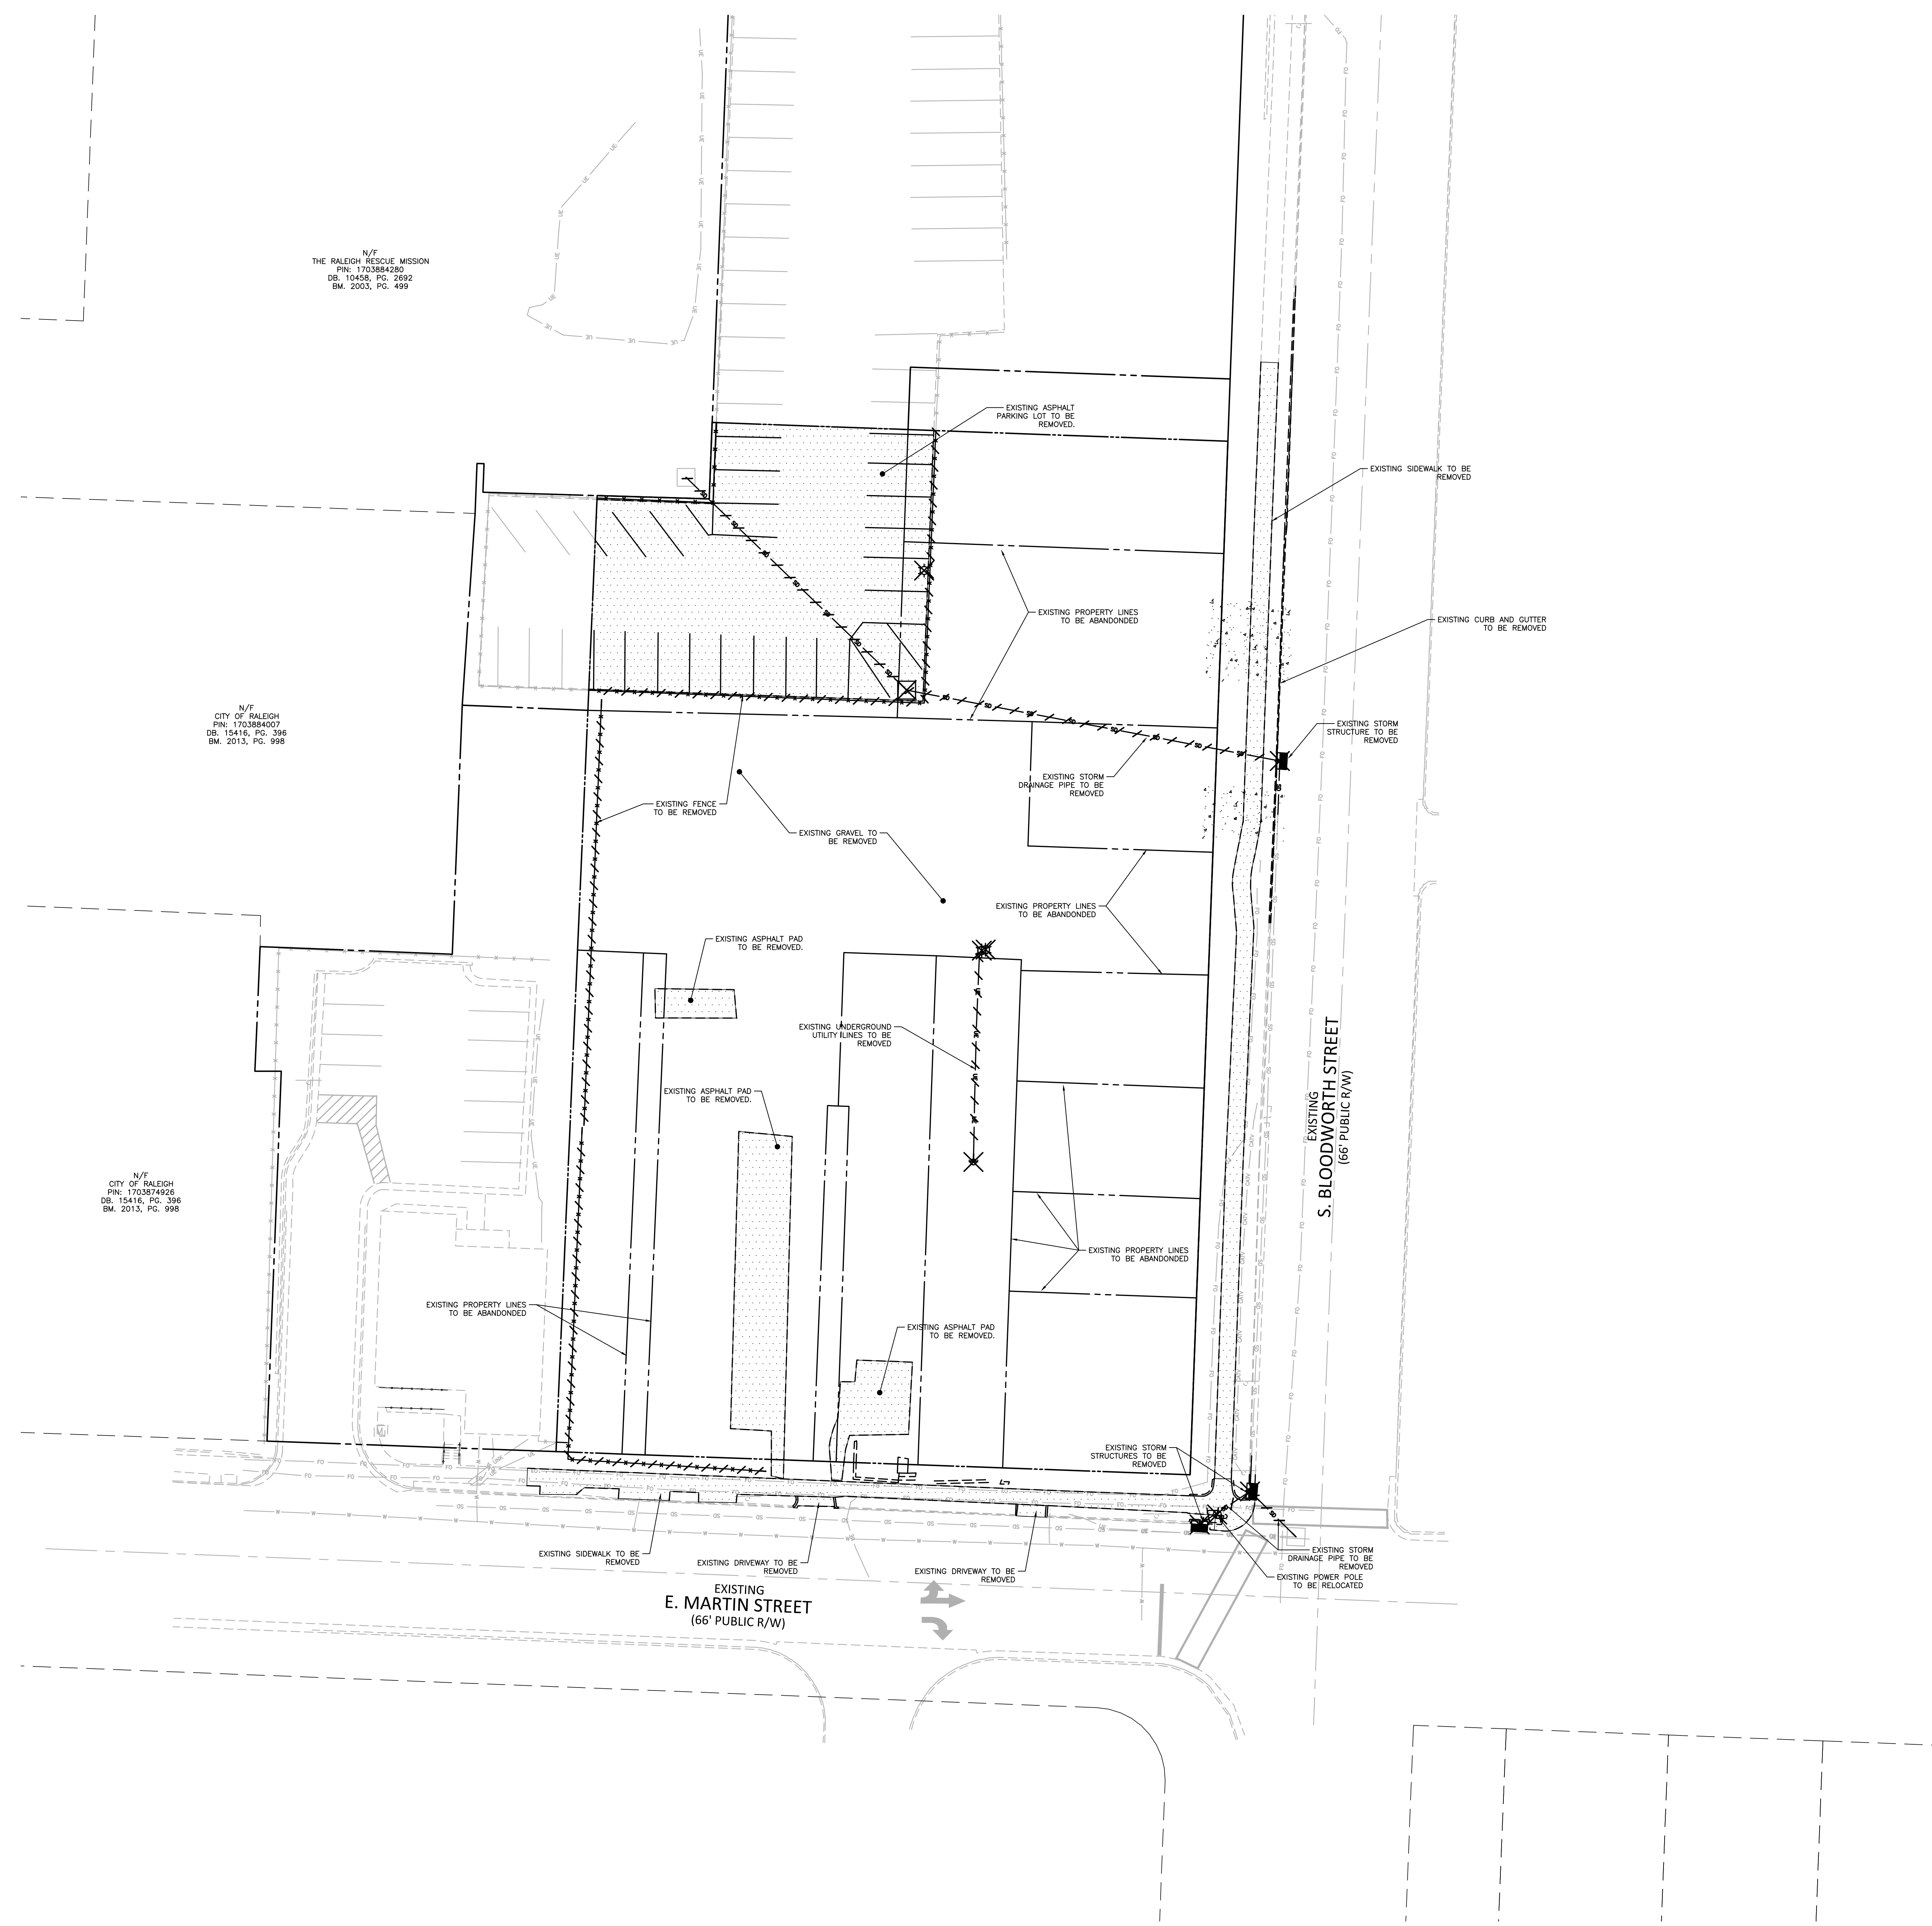 N/F
THE RALEIGH RESCUE MISSION
PIN: 1703884280
DB. 10458, PG. 2692
BM. 2003, PG. 499
EXISTING ASPHALT
PARKING LOT TO BE
REMOVED.
EXISTING SIDEWALK TO BE
REMOVED
EXISTING PROPERTY LINES
TO BE ABANDONDED
EXISTING CURB AND GUTTER
TO BE REMOVED
N/F
CITY OF RALEIGH
PIN: 1703884007
DB. 15416, PG. 396
BM. 2013, PG. 998
EXISTING STORM
STRUCTURE TO BE
REMOVED
EXISTING STORM
DRAINAGE PIPE TO BE
REMOVED
EXISTING FENCE
TO BE REMOVED
EXISTING GRAVEL TO
BE REMOVED
EXISTING PROPERTY LINES
TO BE ABANDONDED
EXISTING ASPHALT PAD
TO BE REMOVED.
EXISTING UNDERGROUND
UTILITY LINES TO BE
REMOVED
EXISTING ASPHALT PAD
TO BE REMOVED.
EXISTING
S. BLOODWORTH STREET
(66' PUBLIC R/W)
N/F
CITY OF RALEIGH
PIN: 1703874926
DB. 15416, PG. 396
BM. 2013, PG. 998
EXISTING PROPERTY LINES
TO BE ABANDONDED
EXISTING PROPERTY LINES
TO BE ABANDONDED
EXISTING ASPHALT PAD
TO BE REMOVED.
EXISTING STORM
STRUCTURES TO BE
REMOVED
EXISTING SIDEWALK TO BE
REMOVED
EXISTING DRIVEWAY TO BE
REMOVED
EXISTING DRIVEWAY TO BE
REMOVED
EXISTING STORM
DRAINAGE PIPE TO BE
REMOVED
EXISTING POWER POLE
TO BE RELOCATED
EXISTING
E. MARTIN STREET
(66' PUBLIC R/W)